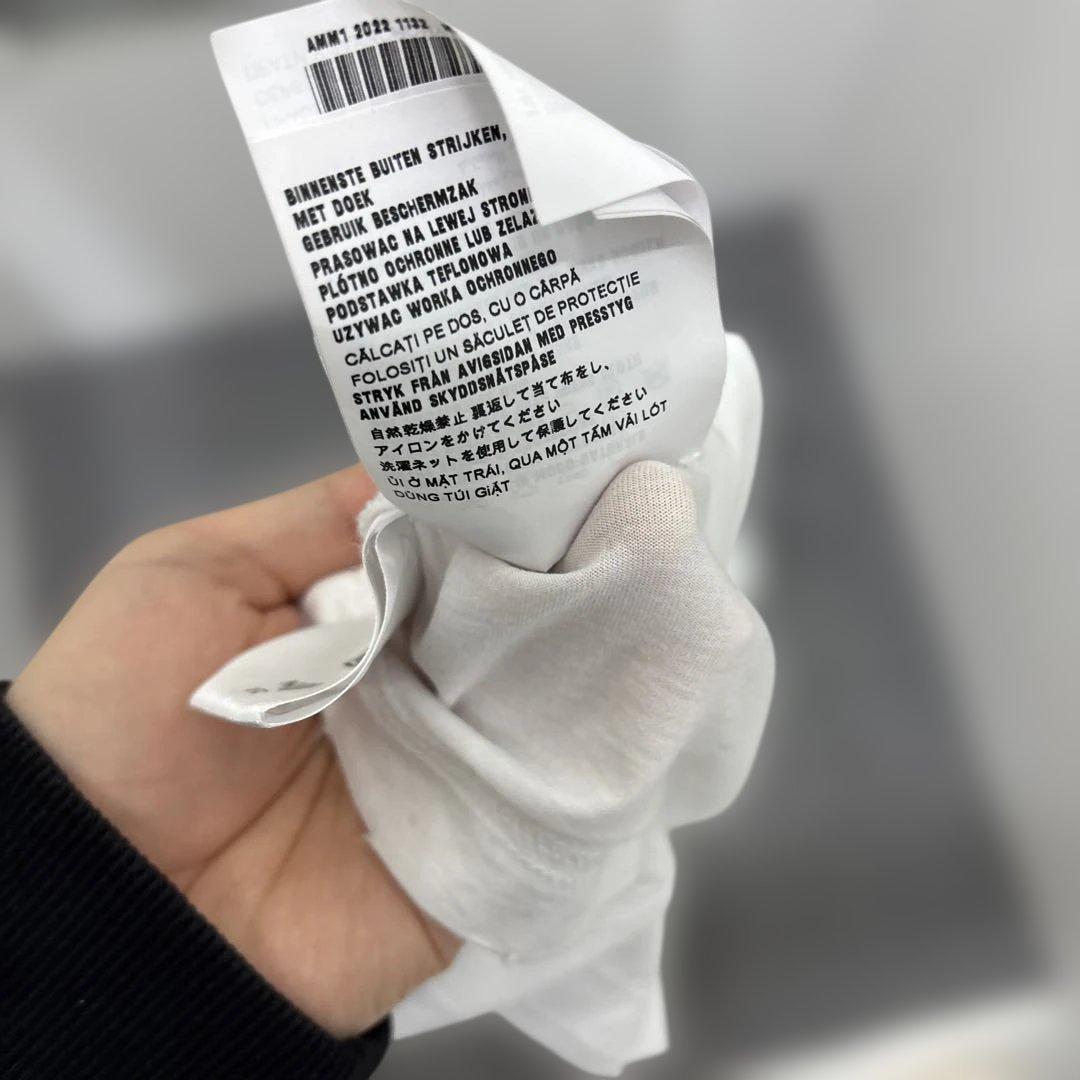 AMM1 2022 1132
BINNENSTE BUITEN STRIJKEN,
MET DOEK
GEBRUIK BESCHERMZAK
PRASOWAC NA LEWEJ
PLÓTNO OCHRONNE LUB
PODSTAWKA TEFLONOWA
UZYWAC WORKA OCHRONNEGO
CĂLCAȚI PE DOS, CU O CÂRPĂ
FOLOSIȚI UN SĂCULEȚ DE PROTECȚIE
STRYK FRÅN AVIGSIDAN MED PRESSTYG
ANVÄND SKYDDSNÄTSPÅSE
自然乾燥禁止 裏返して当て布をし、
アイロンをかけてください
洗濯ネットを使用して保護してください
ỦI Ở MẶT TRÁI, QUA MỘT TẤM VẢI LÓT
DÙNG TÚI GIẶT